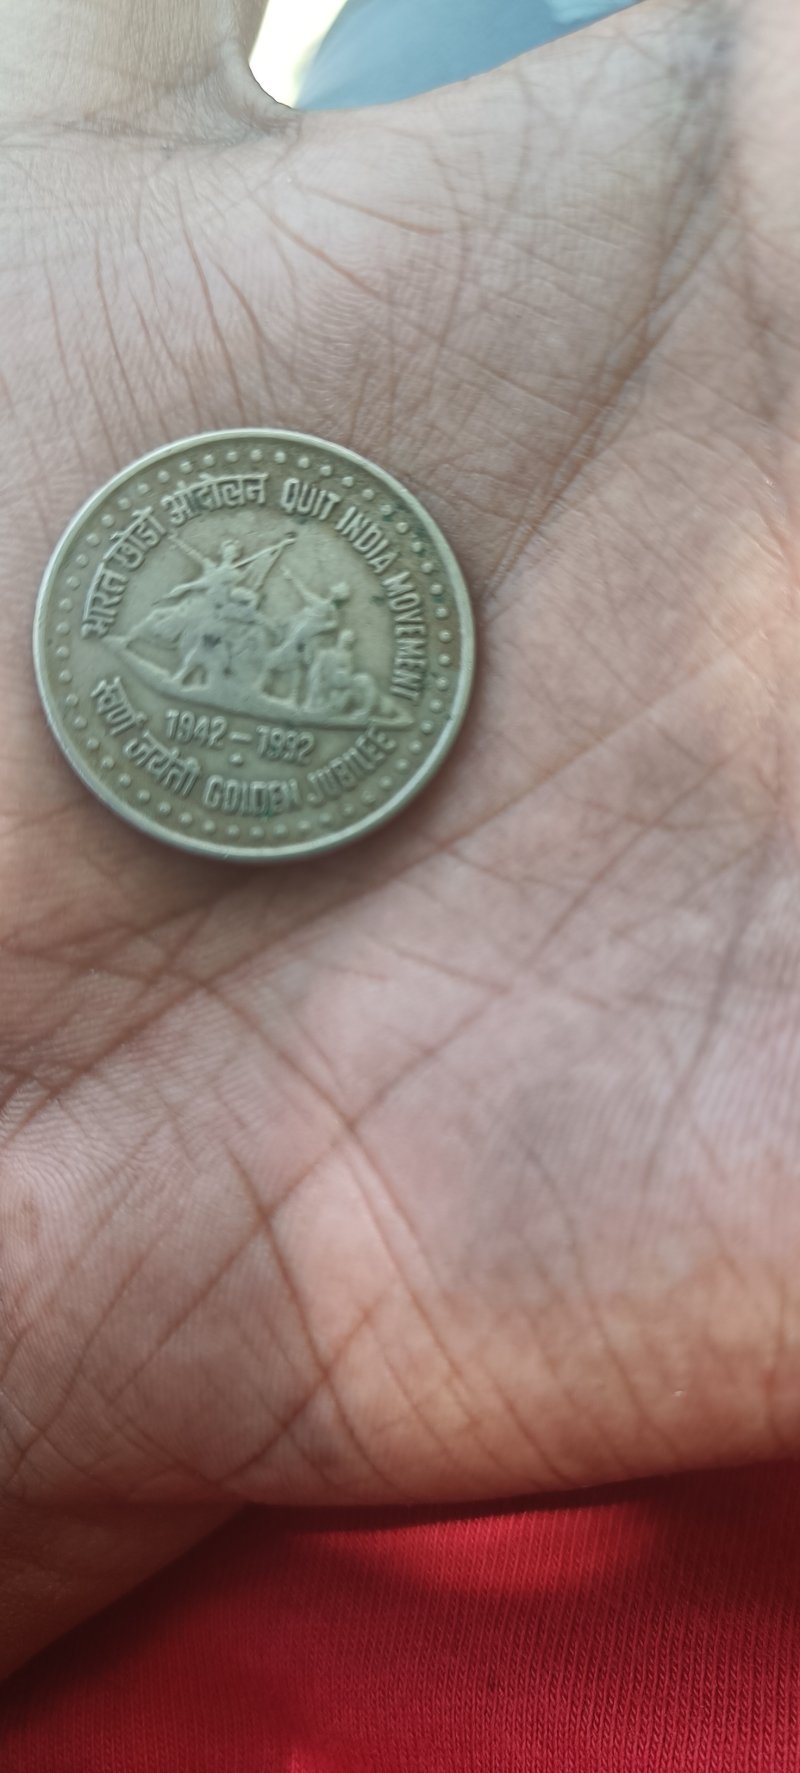 भारत छोडो आंदोलन QUIT INDIA MOVEMENT
1942-1992
स्वर्ण जयंती GOLDEN JUBILEE